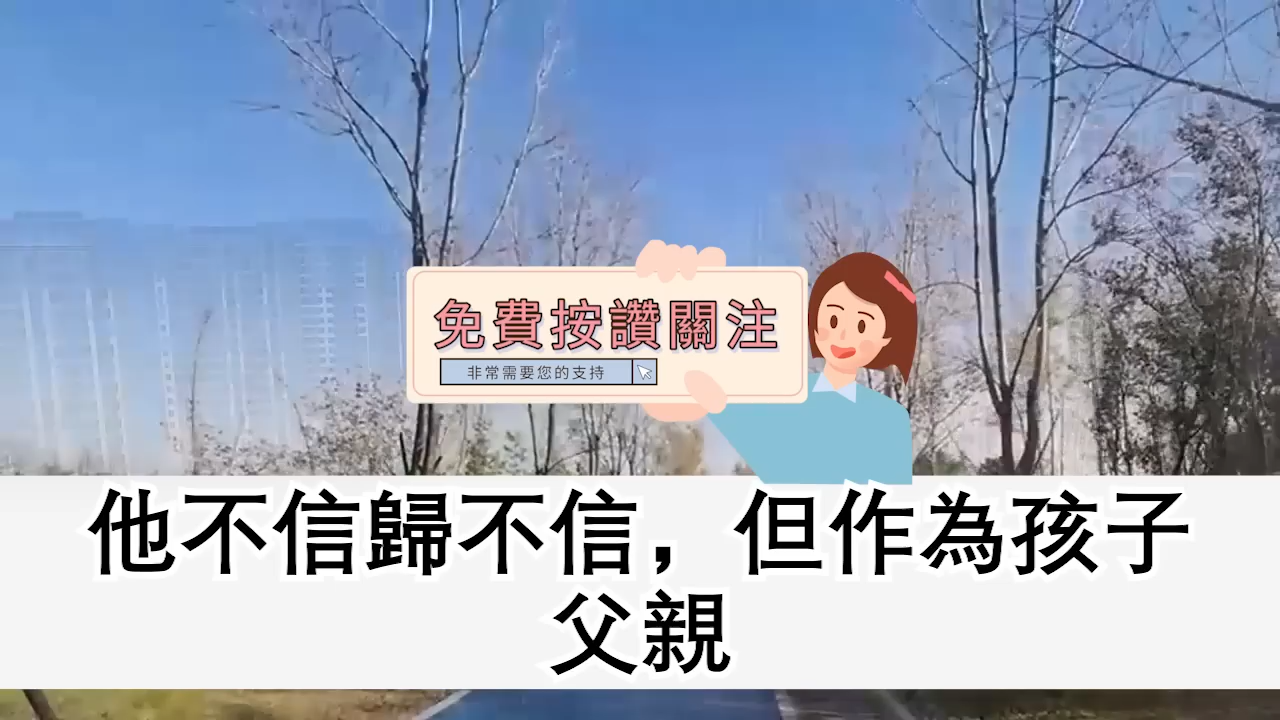 免費按讚關注
非常需要您的支持
他不信歸不信，但作為孩子
父親